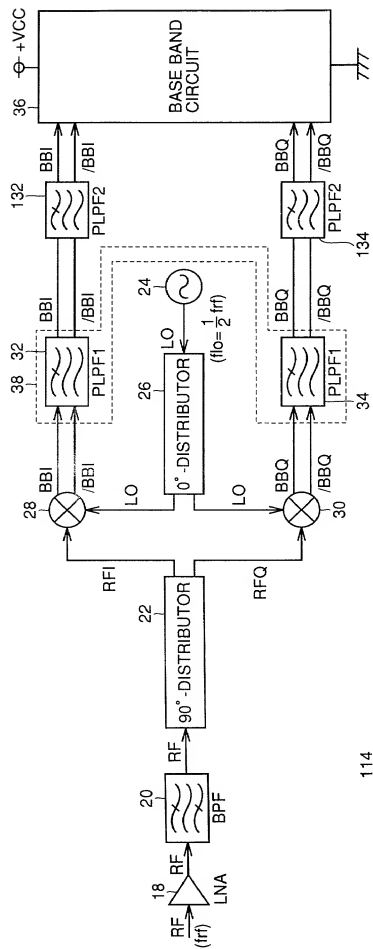 RF
(frf)
18
LNA
RF
20
BPF
RF
22
90°-DISTRIBUTOR
RFI
RFQ
28
30
LO
LO
26
0°-DISTRIBUTOR
LO
24
(flo= 1/2 frf)
BBI
/BBI
BBQ
/BBQ
38
32
PLPF1
34
PLPF1
BBI
/BBI
BBQ
/BBQ
132
PLPF2
134
PLPF2
BBI
/BBI
BBQ
/BBQ
36
+VCC
BASE BAND
CIRCUIT
114